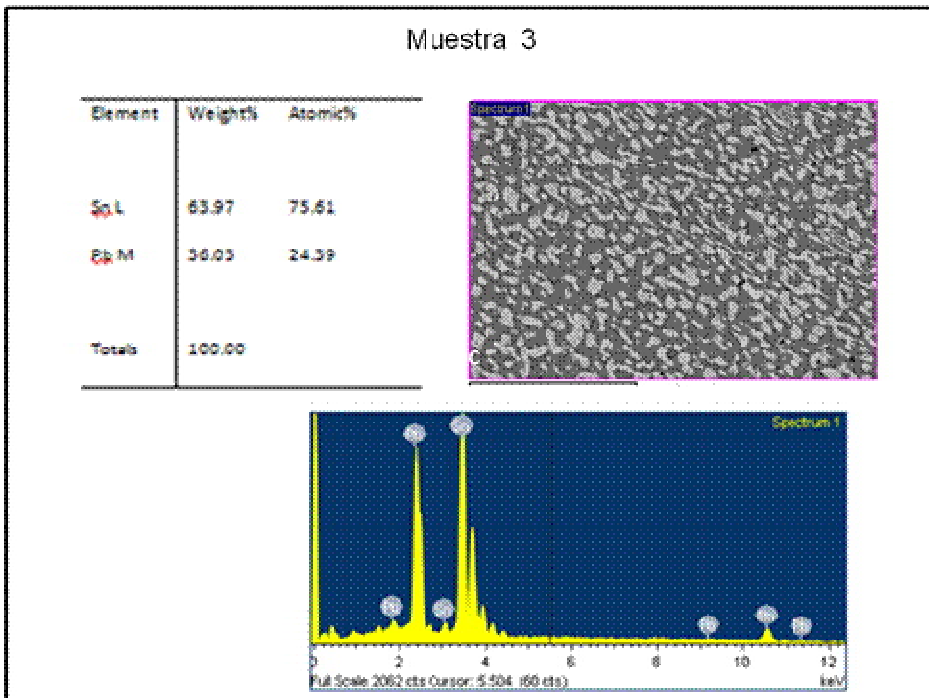 Muestra 3
Element Weight% Atomic%
Sn L 63.97 75.61
Pb M 36.03 24.39
Totals 100.00
Spectrum 1
Spectrum 1
0 2 4 6 8 10 12
Full Scale 2062 cts Cursor: 5.504 (60 cts) keV